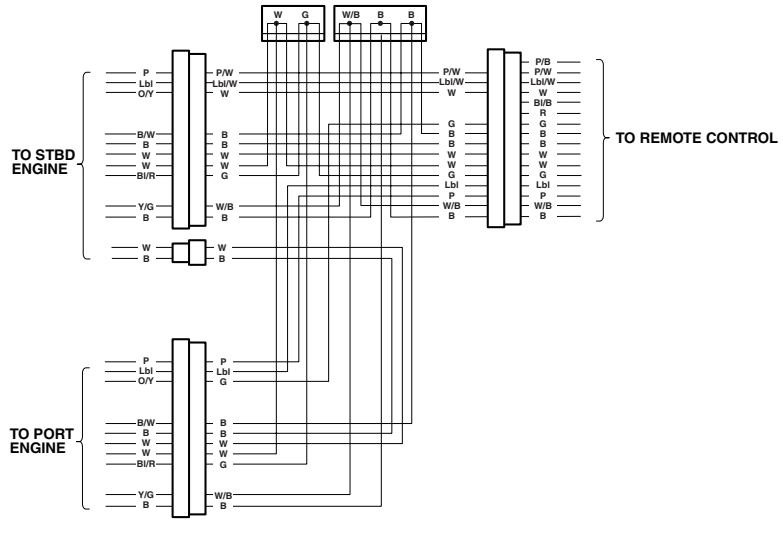 W G W/B B B
P P/W P/W P/B
Lbl Lbl/W Lbl/W P/W
O/Y W W Lbl/W
W
Bl/B
R
G G
B/W B B B
B B B B
W W W W
W W W W
Bl/R G G G
Lbl Lbl
P P
Y/G W/B W/B W/B
B B B B
TO STBD
ENGINE
TO REMOTE CONTROL
W W
B B
P P
Lbl Lbl
O/Y G
B/W B
B B
W W
W W
Bl/R G
Y/G W/B
B B
TO PORT
ENGINE